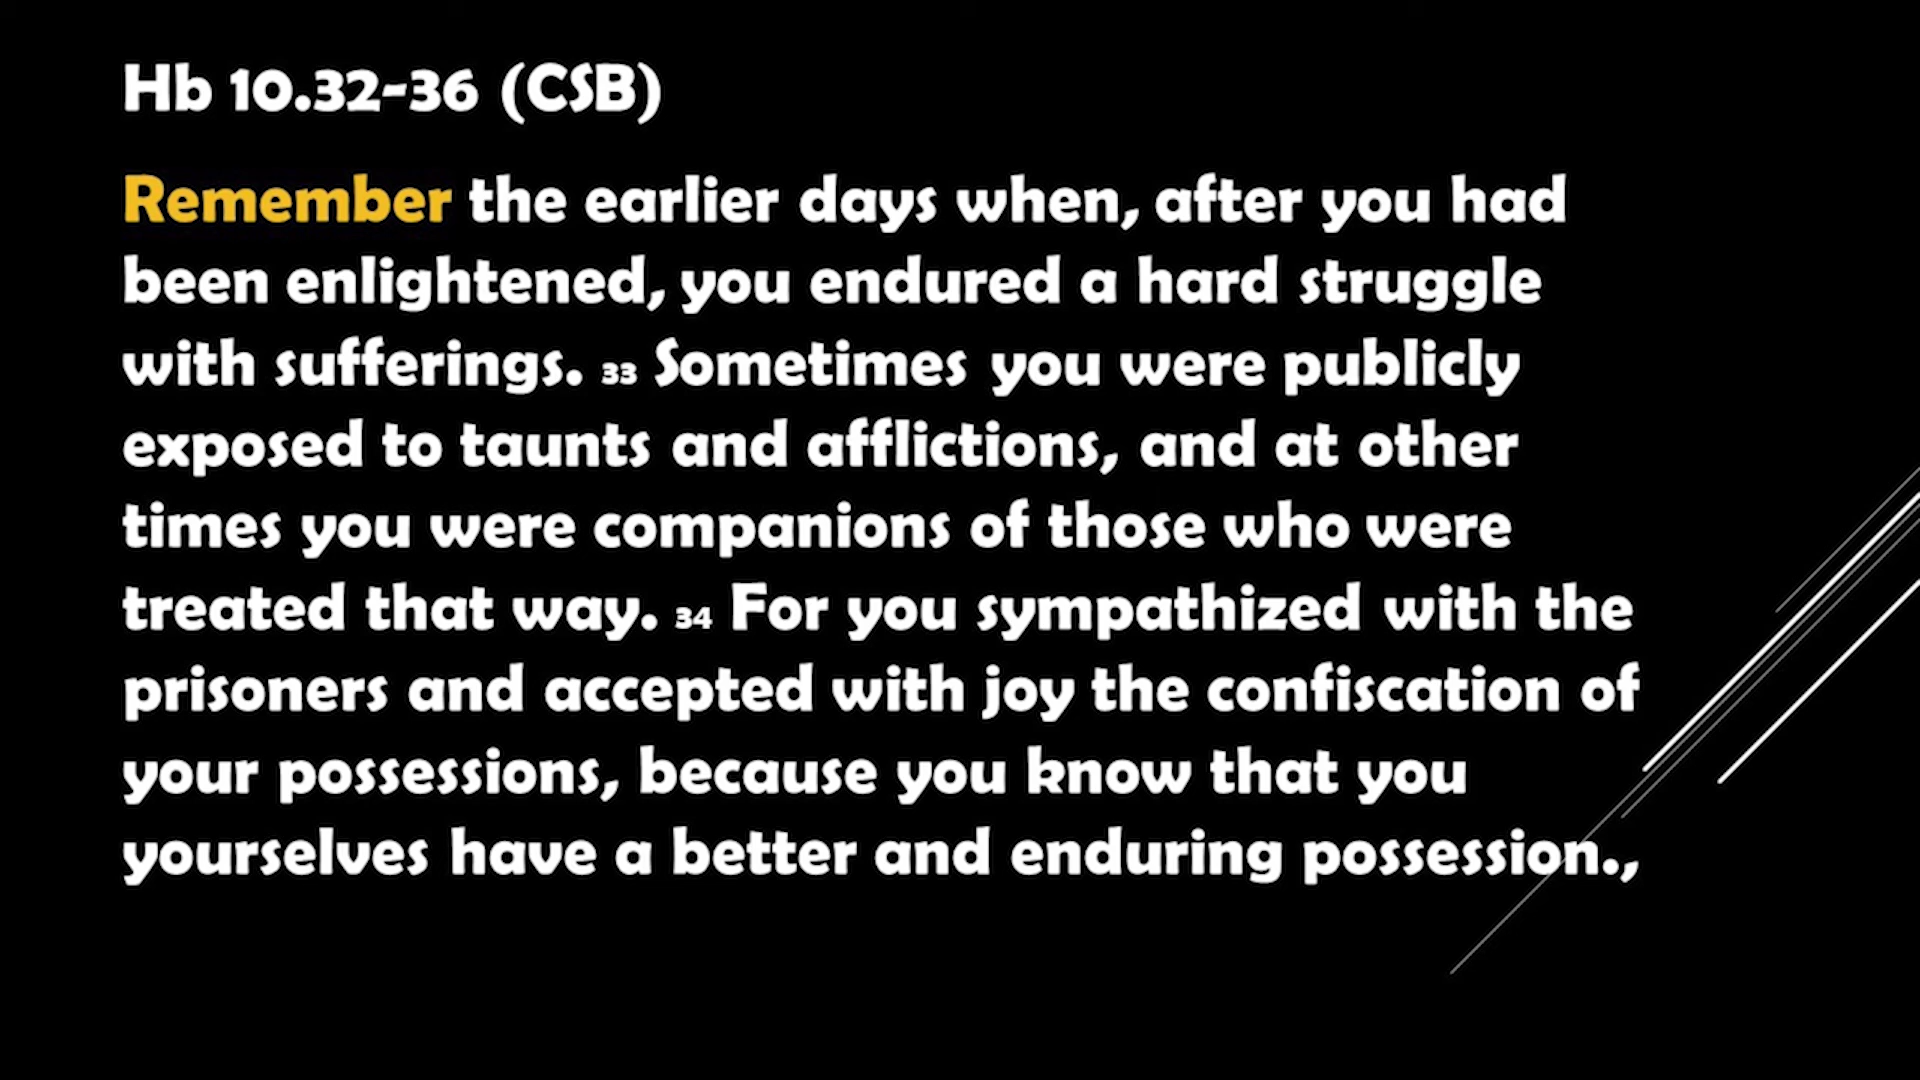 Hb 10.32-36 (CSB)
Remember the earlier days when, after you had
been enlightened, you endured a hard struggle
with sufferings. 33 Sometimes you were publicly
exposed to taunts and afflictions, and at other
times you were companions of those who were
treated that way. 34 For you sympathized with the
prisoners and accepted with joy the confiscation of
your possessions, because you know that you
yourselves have a better and enduring possession.,